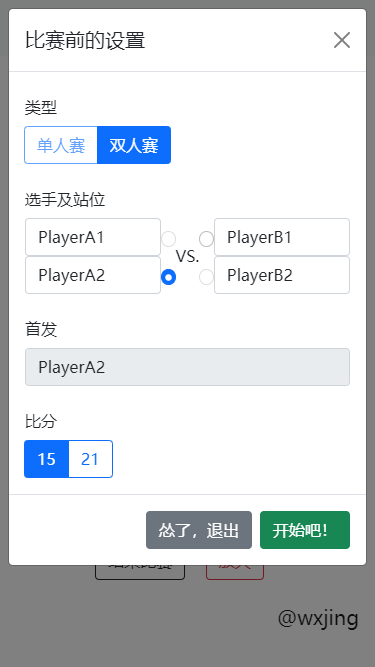 比赛前的设置
类型
单人赛 双人赛
选手及站位
PlayerA1 PlayerB1
VS.
PlayerA2 PlayerB2
首发
PlayerA2
比分
15 21
怂了，退出 开始吧！
@wxjing